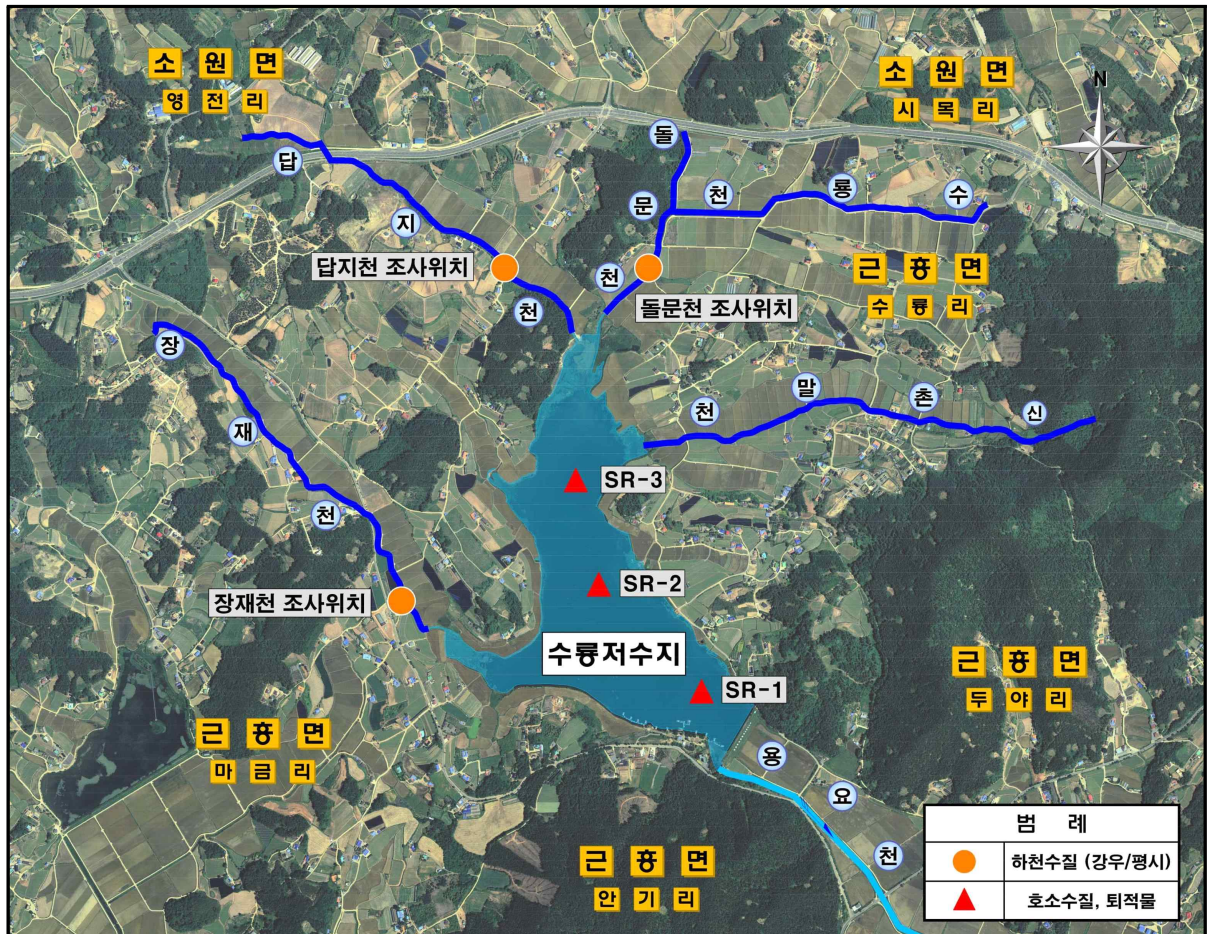 소원면
영전리
소원면
시목리
N
돌문천
답지천
수룡천
답지천 조사위치
돌문천 조사위치
근흥면
수룡리
장재천
신촌말천
SR-3
SR-2
장재천 조사위치
수룡저수지
SR-1
근흥면
두야리
근흥면
마금리
용요천
근흥면
안기리
범 례
하천수질 (강우/평시)
호소수질, 퇴적물